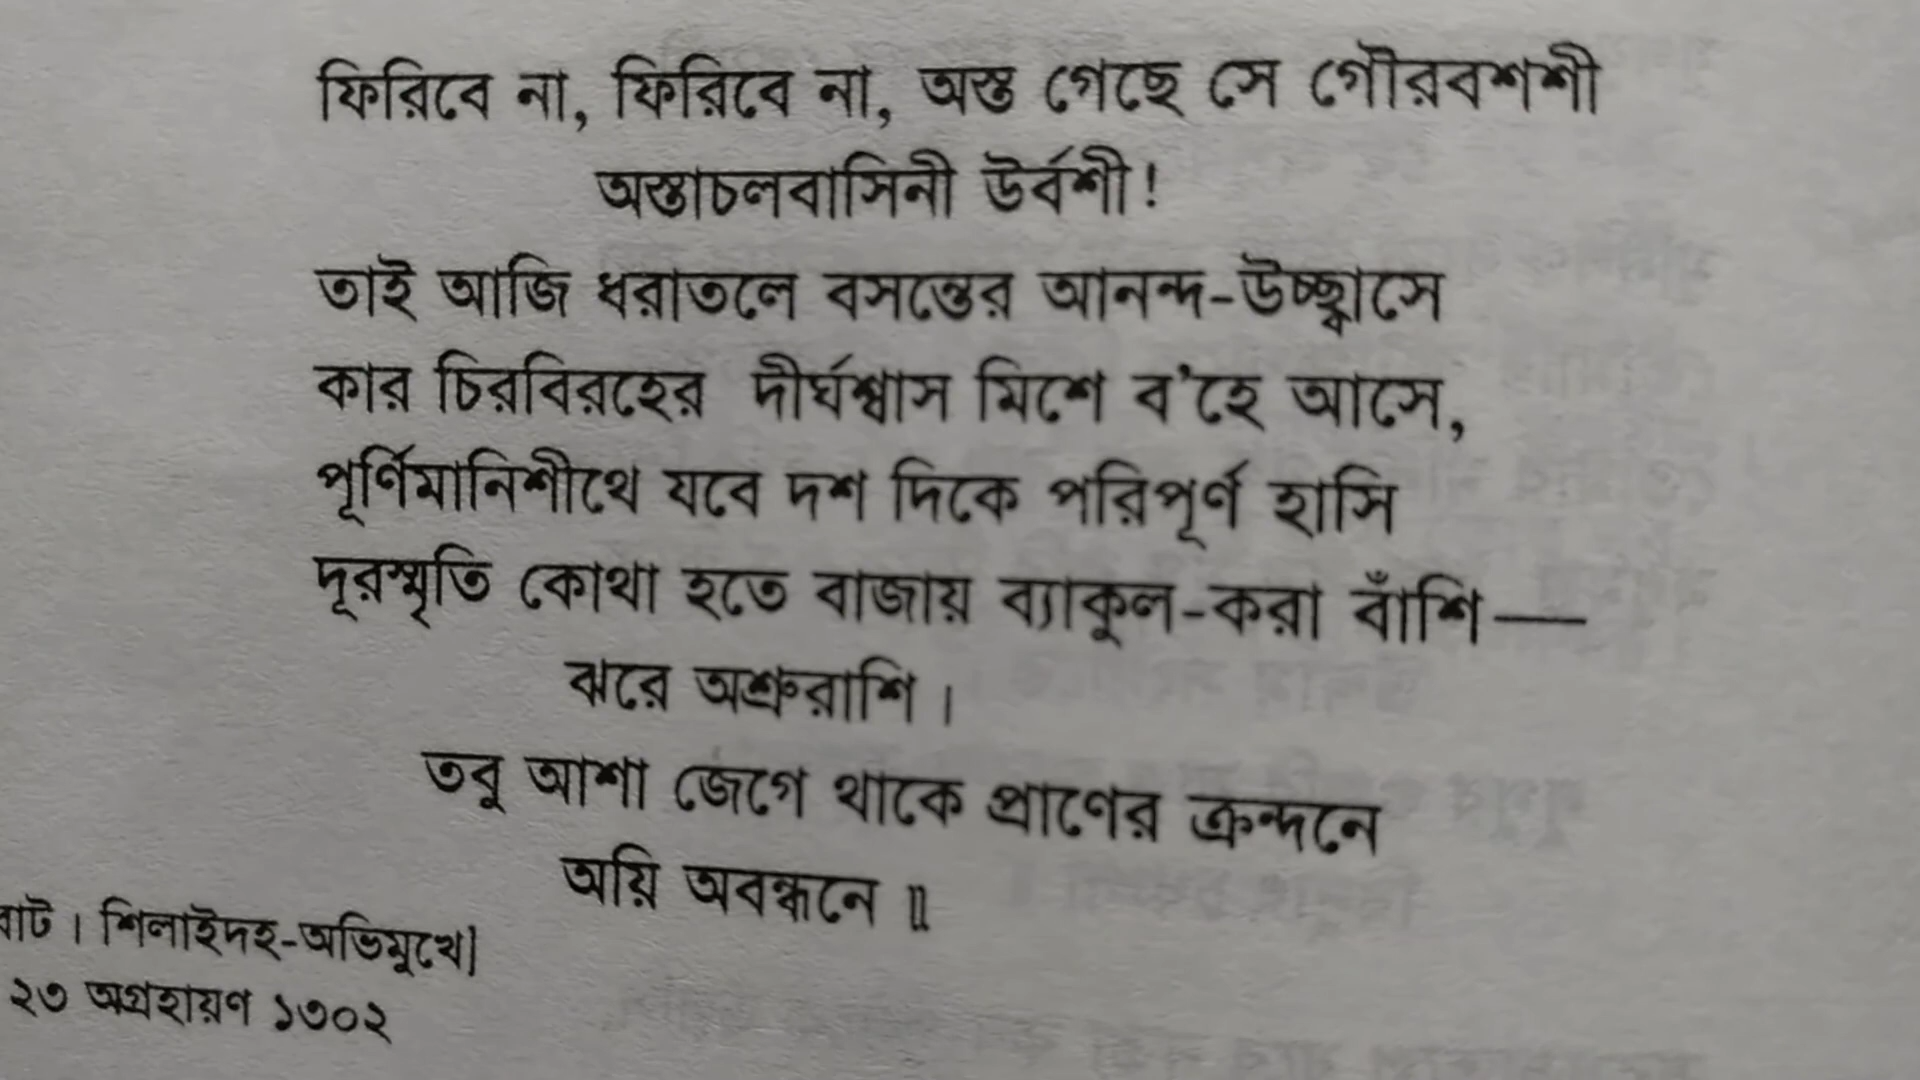 ফিরিবে না, ফিরিবে না, অস্ত গেছে সে গৌরবশশী
অস্তাচলবাসিনী উর্বশী!
তাই আজি ধরাতলে বসন্তের আনন্দ-উচ্ছ্বাসে
কার চিরবিরহের দীর্ঘশ্বাস মিশে ব'হে আসে,
পূর্ণিমানিশীথে যবে দশ দিকে পরিপূর্ণ হাসি
দূরস্মৃতি কোথা হতে বাজায় ব্যাকুল-করা বাঁশি—
ঝরে অশ্রুরাশি।
তবু আশা জেগে থাকে প্রাণের ক্রন্দনে
অয়ি অবন্ধনে॥
। শিলাইদহ-অভিমুখে]
২৩ অগ্রহায়ণ ১৩০২